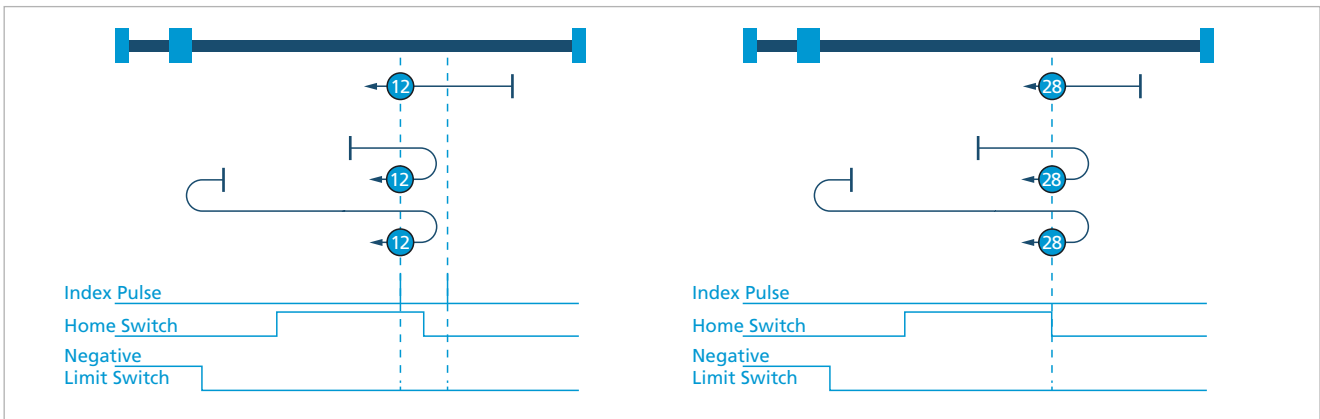 12
12
12
Index Pulse
Home Switch
Negative
Limit Switch
28
28
28
Index Pulse
Home Switch
Negative
Limit Switch